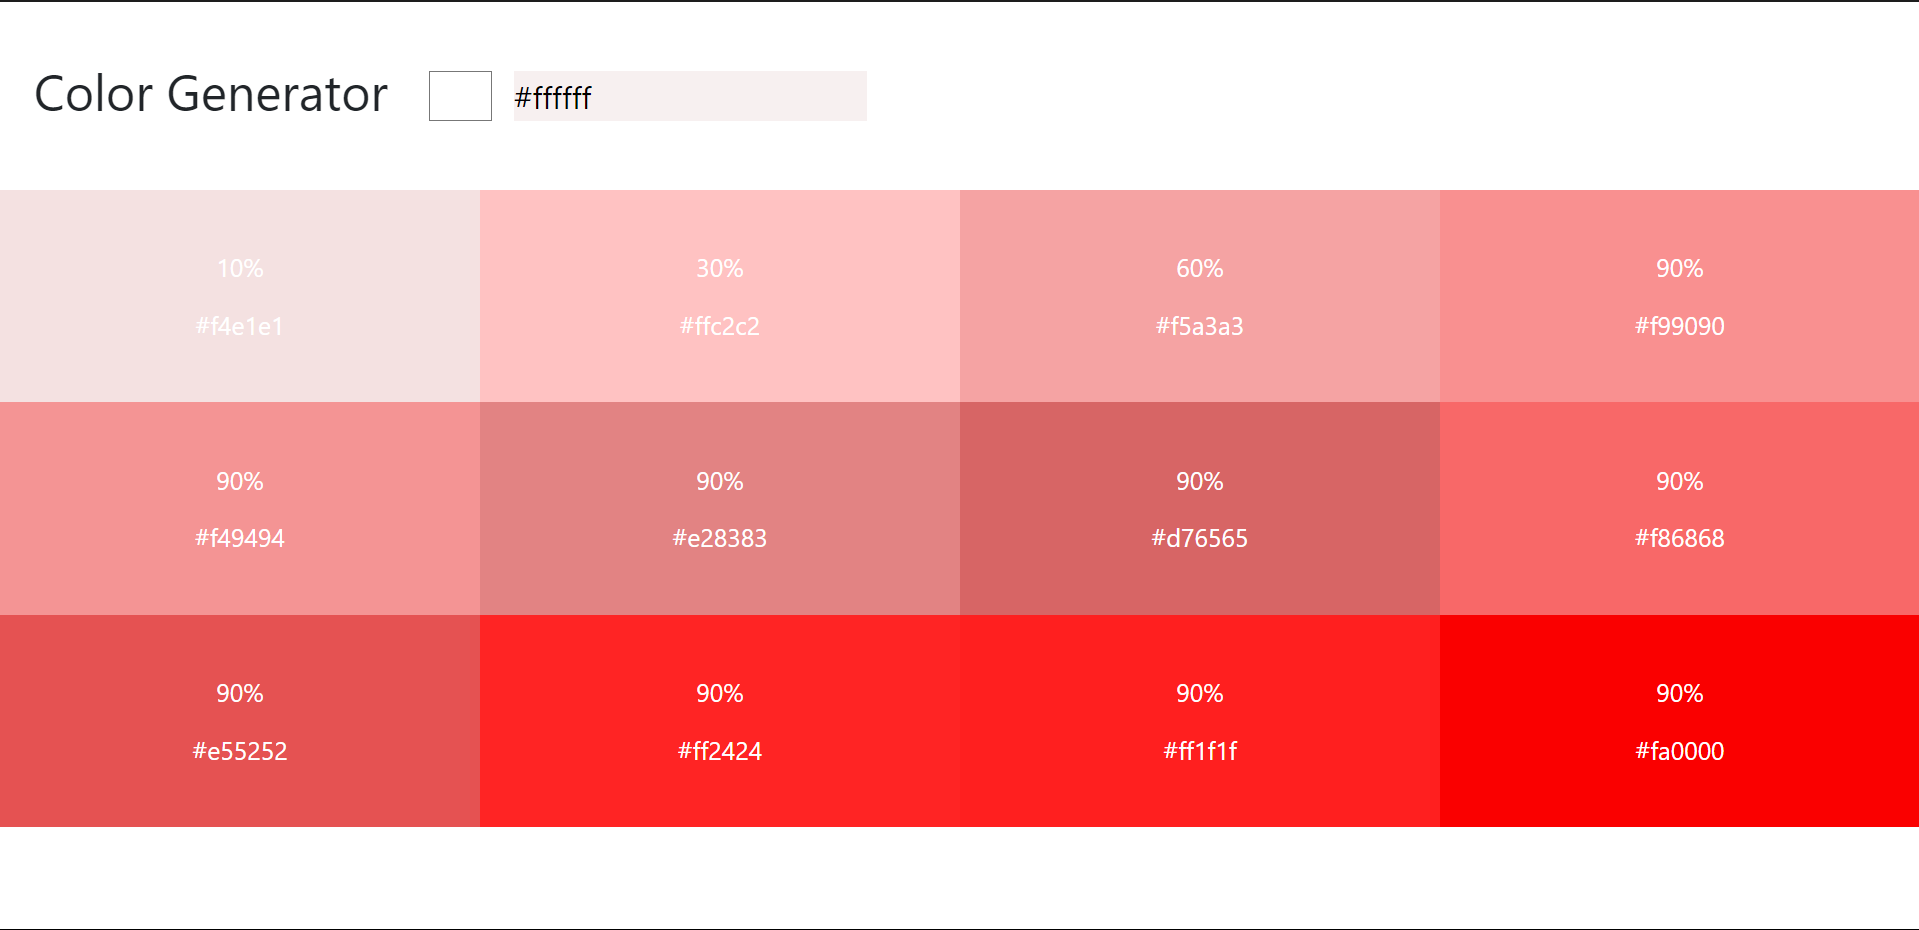 Color Generator #ffffff
10% 30% 60% 90%
#f4e1e1 #ffc2c2 #f5a3a3 #f99090
90% 90% 90% 90%
#f49494 #e28383 #d76565 #f86868
90% 90% 90% 90%
#e55252 #ff2424 #ff1f1f #fa0000